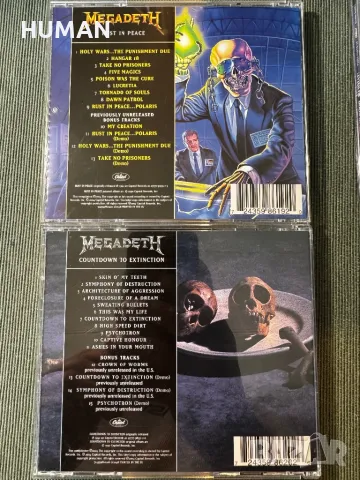 MEGADETH
RUST IN PEACE
1 HOLY WARS...THE PUNISHMENT DUE
2 HANGAR 18
3 TAKE NO PRISONERS
4 FIVE MAGICS
5 POISON WAS THE CURE
6 LUCRETIA
7 TORNADO OF SOULS
8 DAWN PATROL
9 RUST IN PEACE...POLARIS
PREVIOUSLY UNRELEASED
BONUS TRACKS
10 MY CREATION
11 RUST IN PEACE...POLARIS
(Demo)
12 HOLY WARS...THE PUNISHMENT DUE
(Demo)
13 TAKE NO PRISONERS
(Demo)
Capitol
24359 86192
MEGADETH
COUNTDOWN TO EXTINCTION
1 SKIN O' MY TEETH
2 SYMPHONY OF DESTRUCTION
3 ARCHITECTURE OF AGGRESSION
4 FORECLOSURE OF A DREAM
5 SWEATING BULLETS
6 THIS WAS MY LIFE
7 COUNTDOWN TO EXTINCTION
8 HIGH SPEED DIRT
9 PSYCHOTRON
10 CAPTIVE HONOUR
11 ASHES IN YOUR MOUTH
BONUS TRACKS
12 CROWN OF WORMS
previously unreleased in the U.S.
13 COUNTDOWN TO EXTINCTION (Demo)
previously unreleased
14 SYMPHONY OF DESTRUCTION (Demo)
previously unreleased
15 PSYCHOTRON (Demo)
previously unreleased
Capitol